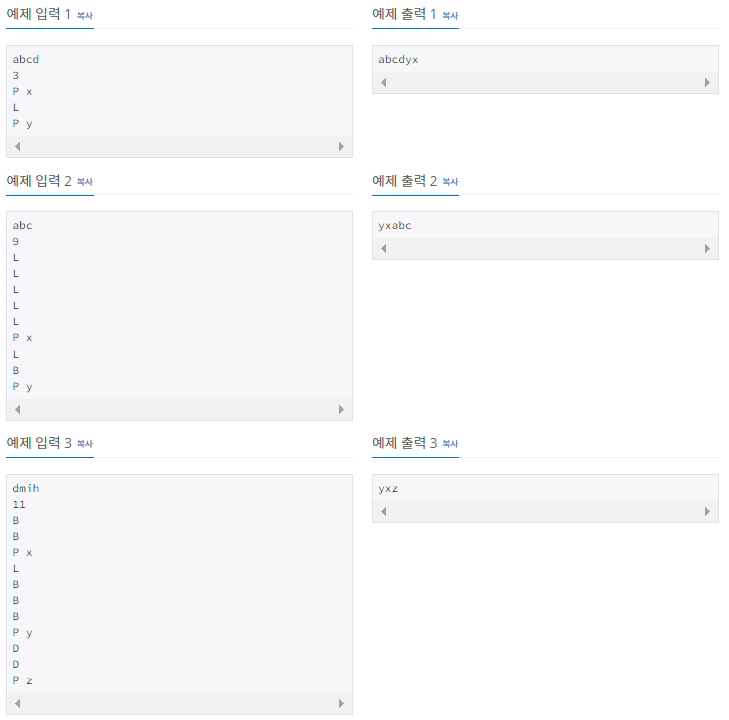 예제 입력 1 복사
abcd
3
P x
L
P y
예제 출력 1 복사
abcdyx
예제 입력 2 복사
abc
9
L
L
L
L
L
P x
L
B
P y
예제 출력 2 복사
yxabc
예제 입력 3 복사
dmih
11
B
B
P x
L
B
B
B
P y
D
D
P z
예제 출력 3 복사
yxz